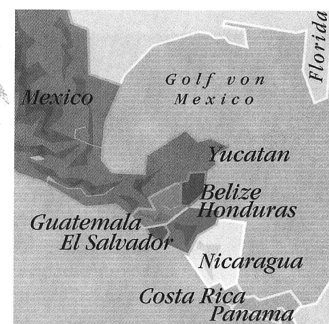 Florida
Golf von
Mexico
Mexico
Yucatan
Belize
Honduras
Guatemala
El Salvador
Nicaragua
Costa Rica
Panama